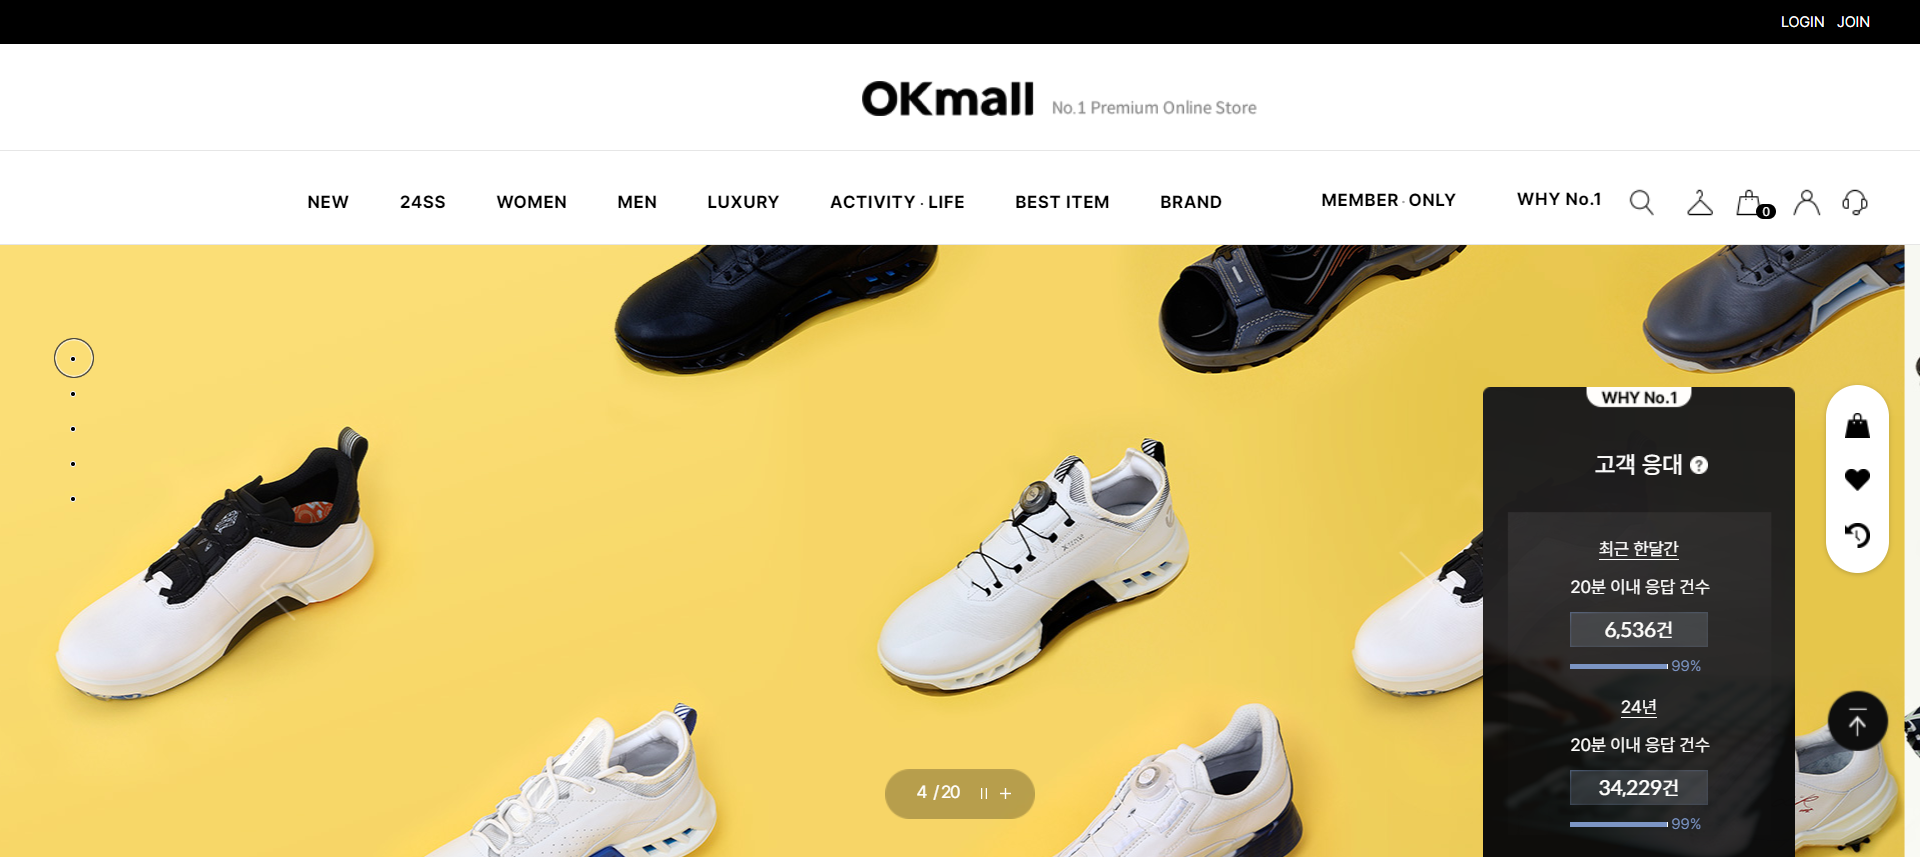 LOGIN JOIN
OKmall No.1 Premium Online Store
NEW 24SS WOMEN MEN LUXURY ACTIVITY · LIFE BEST ITEM BRAND MEMBER · ONLY WHY No.1
0
WHY No.1
고객 응대 ?
최근 한달간
20분 이내 응답 건수
6,536건
99%
24년
20분 이내 응답 건수
34,229건
99%
4 /20